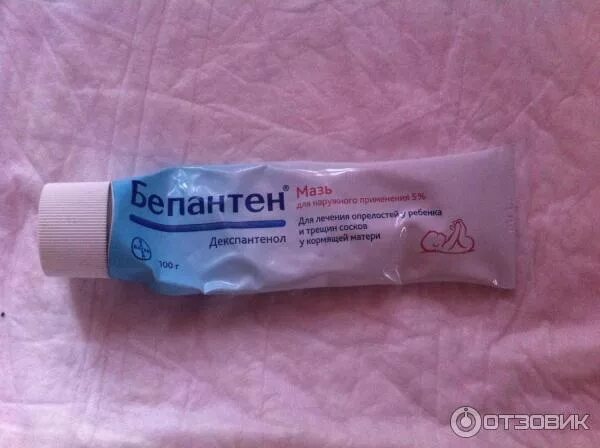 Бепантен®
Декспантенол
100 г
Мазь
для наружного применения 5%
Для лечения опрелостей у ребенка
и трещин сосков
у кормящей матери
ОТЗОВИК